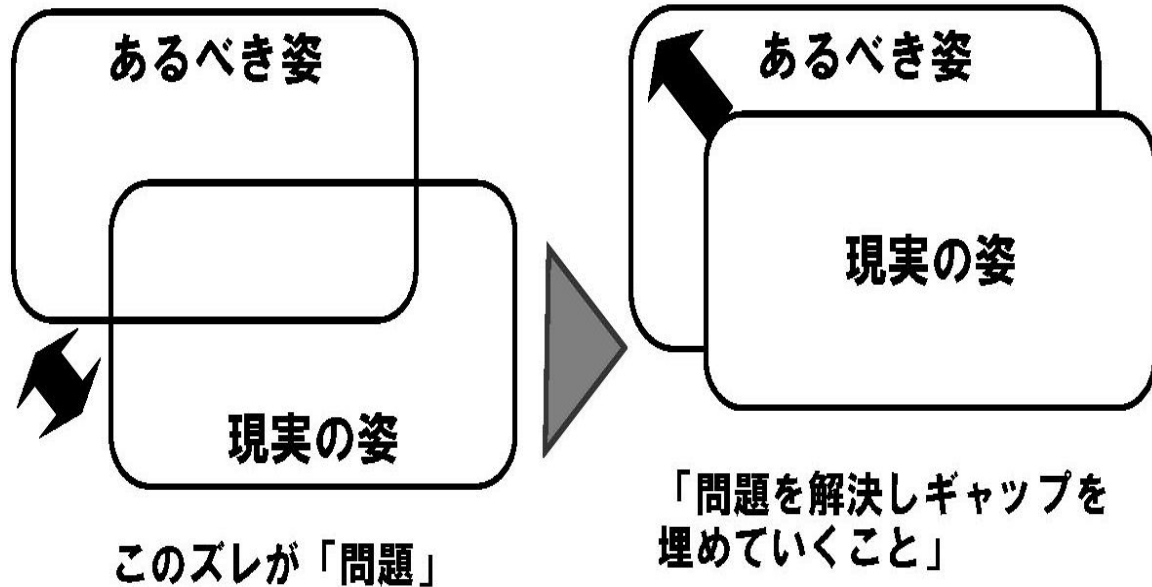 あるべき姿
現実の姿
このズレが「問題」
あるべき姿
現実の姿
「問題を解決しギャップを
埋めていくこと」